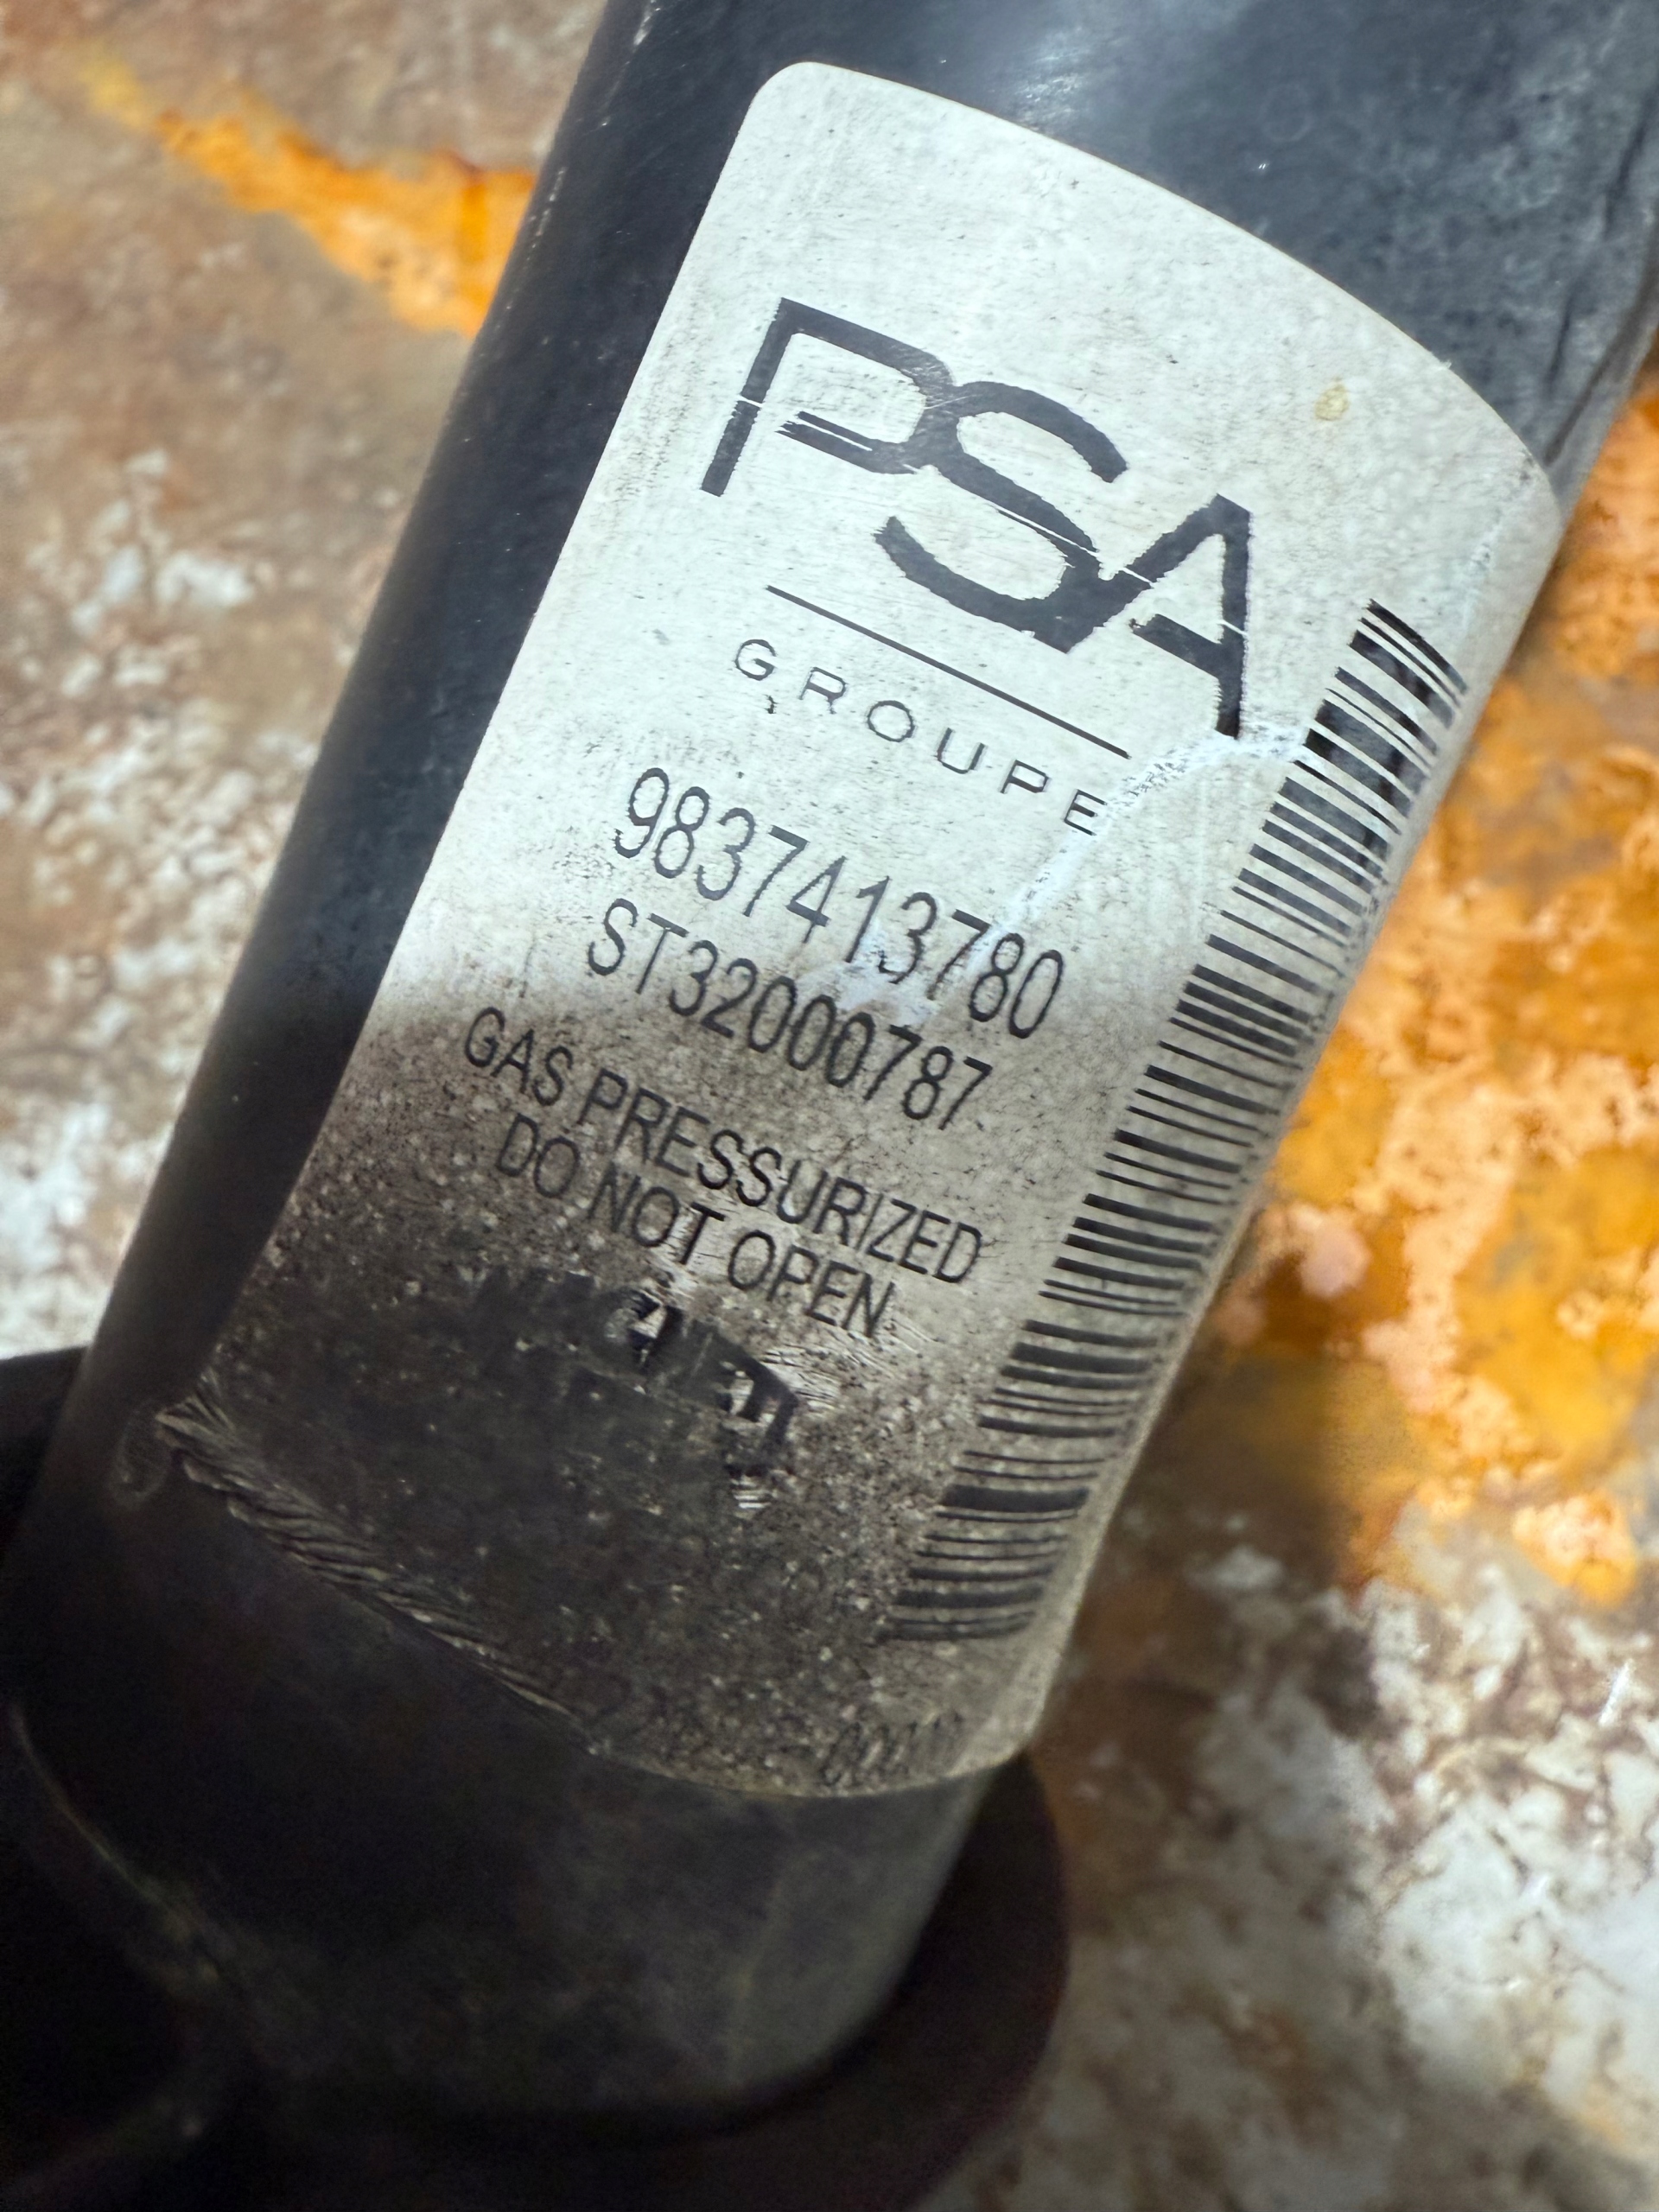 PSA
GROUPE
9837413780
ST32000787
GAS PRESSURIZED
DO NOT OPEN